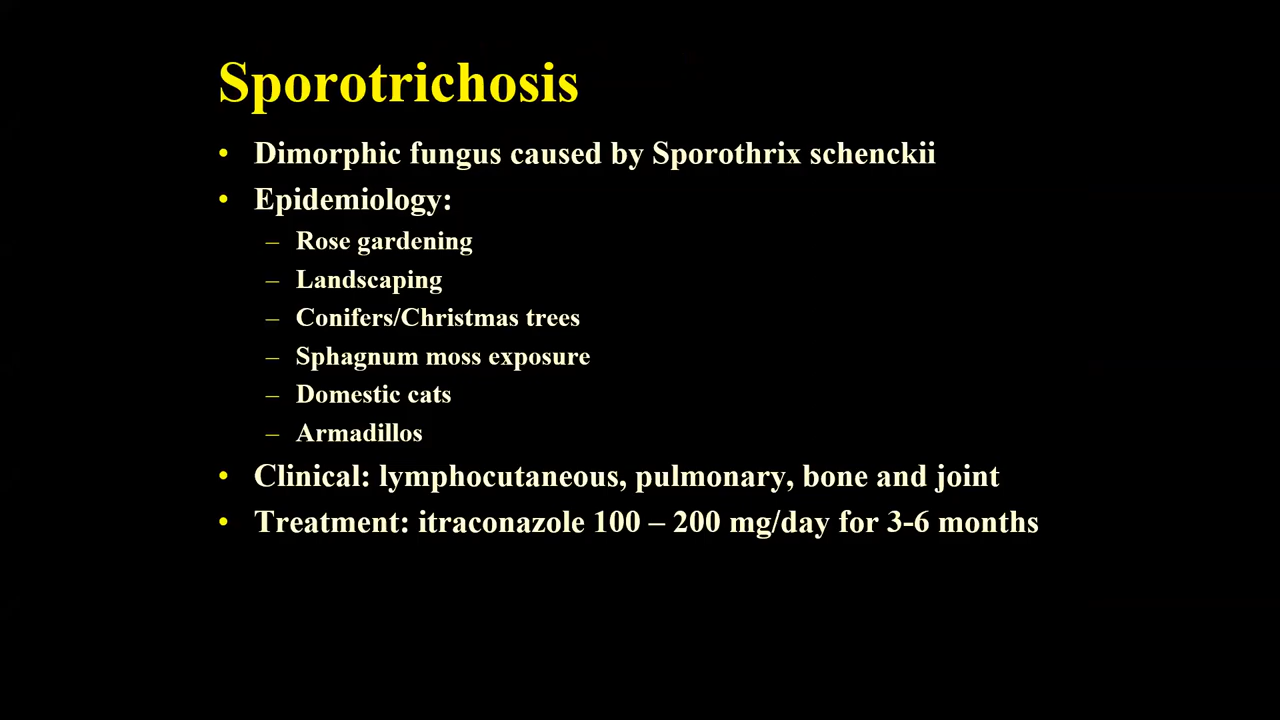 Sporotrichosis
• Dimorphic fungus caused by Sporothrix schenckii
• Epidemiology:
– Rose gardening
– Landscaping
– Conifers/Christmas trees
– Sphagnum moss exposure
– Domestic cats
– Armadillos
• Clinical: lymphocutaneous, pulmonary, bone and joint
• Treatment: itraconazole 100 – 200 mg/day for 3-6 months